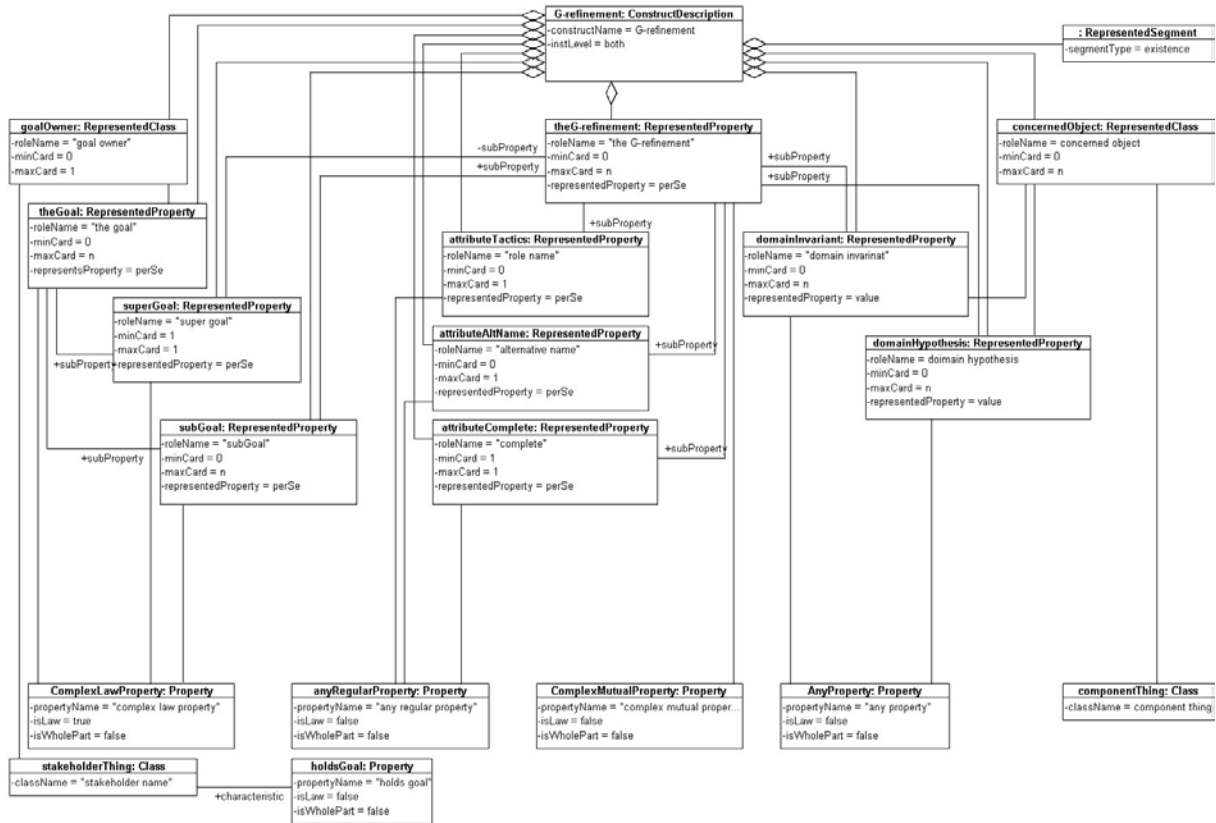 G-refinement: ConstructDescription
-constructName = G-refinement
-instLevel = both
: RepresentedSegment
-segmentType = existence
goalOwner: RepresentedClass
-roleName = "goal owner"
-minCard = 0
-maxCard = 1
theG-refinement: RepresentedProperty
-roleName = "the G-refinement"
-minCard = 0
-maxCard = n
-representedProperty = perSe
concernedObject: RepresentedClass
-roleName = concerned object
-minCard = 0
-maxCard = n
-subProperty
+subProperty
+subProperty
+subProperty
+subProperty
theGoal: RepresentedProperty
-roleName = "the goal"
-minCard = 0
-maxCard = n
-representsProperty = perSe
attributeTactics: RepresentedProperty
-roleName = "role name"
-minCard = 0
-maxCard = 1
-representedProperty = perSe
domainInvariant: RepresentedProperty
-roleName = "domain invarinat"
-minCard = 0
-maxCard = n
-representedProperty = value
superGoal: RepresentedProperty
-roleName = "super goal"
-minCard = 1
-maxCard = 1
-representedProperty = perSe
+subProperty
attributeAltName: RepresentedProperty
-roleName = "alternative name"
-minCard = 0
-maxCard = 1
-representedProperty = perSe
+subProperty
domainHypothesis: RepresentedProperty
-roleName = doimain hypothesis
-minCard = 0
-maxCard = n
-representedProperty = value
subGoal: RepresentedProperty
-roleName = "subGoal"
-minCard = 0
-maxCard = n
-representedProperty = perSe
+subProperty
attributeComplete: RepresentedProperty
-roleName = "complete"
-minCard = 1
-maxCard = 1
-representedProperty = perSe
+subProperty
ComplexLawProperty: Property
-propertyName = "complex law property"
-isLaw = true
-isWholePart = false
anyRegularProperty: Property
-propertyName = "any regular property"
-isLaw = false
-isWholePart = false
ComplexMutualProperty: Property
-propertyName = "complex mutual proper...
-isLaw = false
-isWholePart = false
AnyProperty: Property
-propertyName = "any property"
-isLaw = false
-isWholePart = false
componentThing: Class
-className = component thing
stakeholderThing: Class
-className = "stakeholder name"
+characteristic
holdsGoal: Property
-propertyName = "holds goal"
-isLaw = false
-isWholePart = false